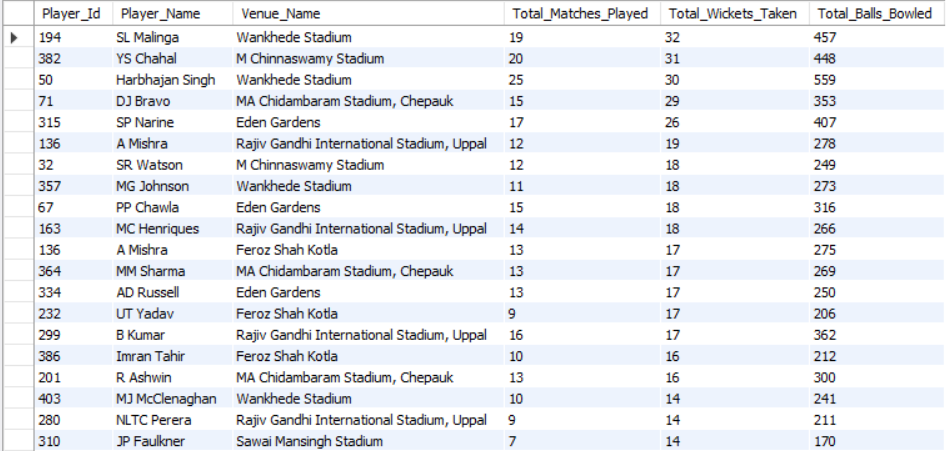 Player_Id Player_Name Venue_Name Total_Matches_Played Total_Wickets_Taken Total_Balls_Bowled
194 SL Malinga Wankhede Stadium 19 32 457
382 YS Chahal M Chinnaswamy Stadium 20 31 448
50 Harbhajan Singh Wankhede Stadium 25 30 559
71 DJ Bravo MA Chidambaram Stadium, Chepauk 15 29 353
315 SP Narine Eden Gardens 17 26 407
136 A Mishra Rajiv Gandhi International Stadium, Uppal 12 19 278
32 SR Watson M Chinnaswamy Stadium 12 18 249
357 MG Johnson Wankhede Stadium 11 18 273
67 PP Chawla Eden Gardens 15 18 316
163 MC Henriques Rajiv Gandhi International Stadium, Uppal 14 18 266
136 A Mishra Feroz Shah Kotla 13 17 275
364 MM Sharma MA Chidambaram Stadium, Chepauk 13 17 269
334 AD Russell Eden Gardens 13 17 250
232 UT Yadav Feroz Shah Kotla 9 17 206
299 B Kumar Rajiv Gandhi International Stadium, Uppal 16 17 362
386 Imran Tahir Feroz Shah Kotla 10 16 212
201 R Ashwin MA Chidambaram Stadium, Chepauk 13 16 300
403 MJ McClenaghan Wankhede Stadium 10 14 241
280 NLTC Perera Rajiv Gandhi International Stadium, Uppal 9 14 211
310 JP Faulkner Sawai Mansingh Stadium 7 14 170